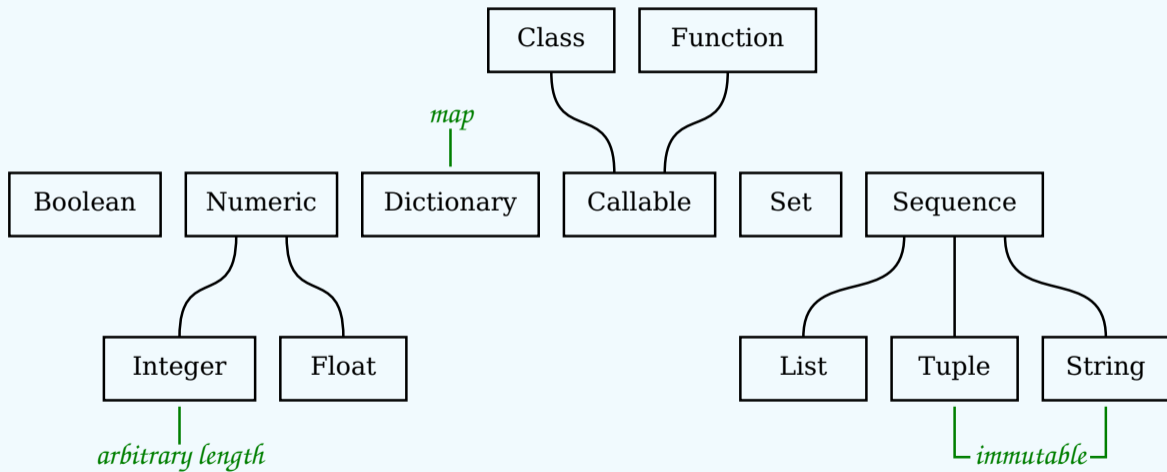 Class
Function
map
Boolean
Numeric
Dictionary
Callable
Set
Sequence
Integer
Float
List
Tuple
String
arbitrary length
immutable